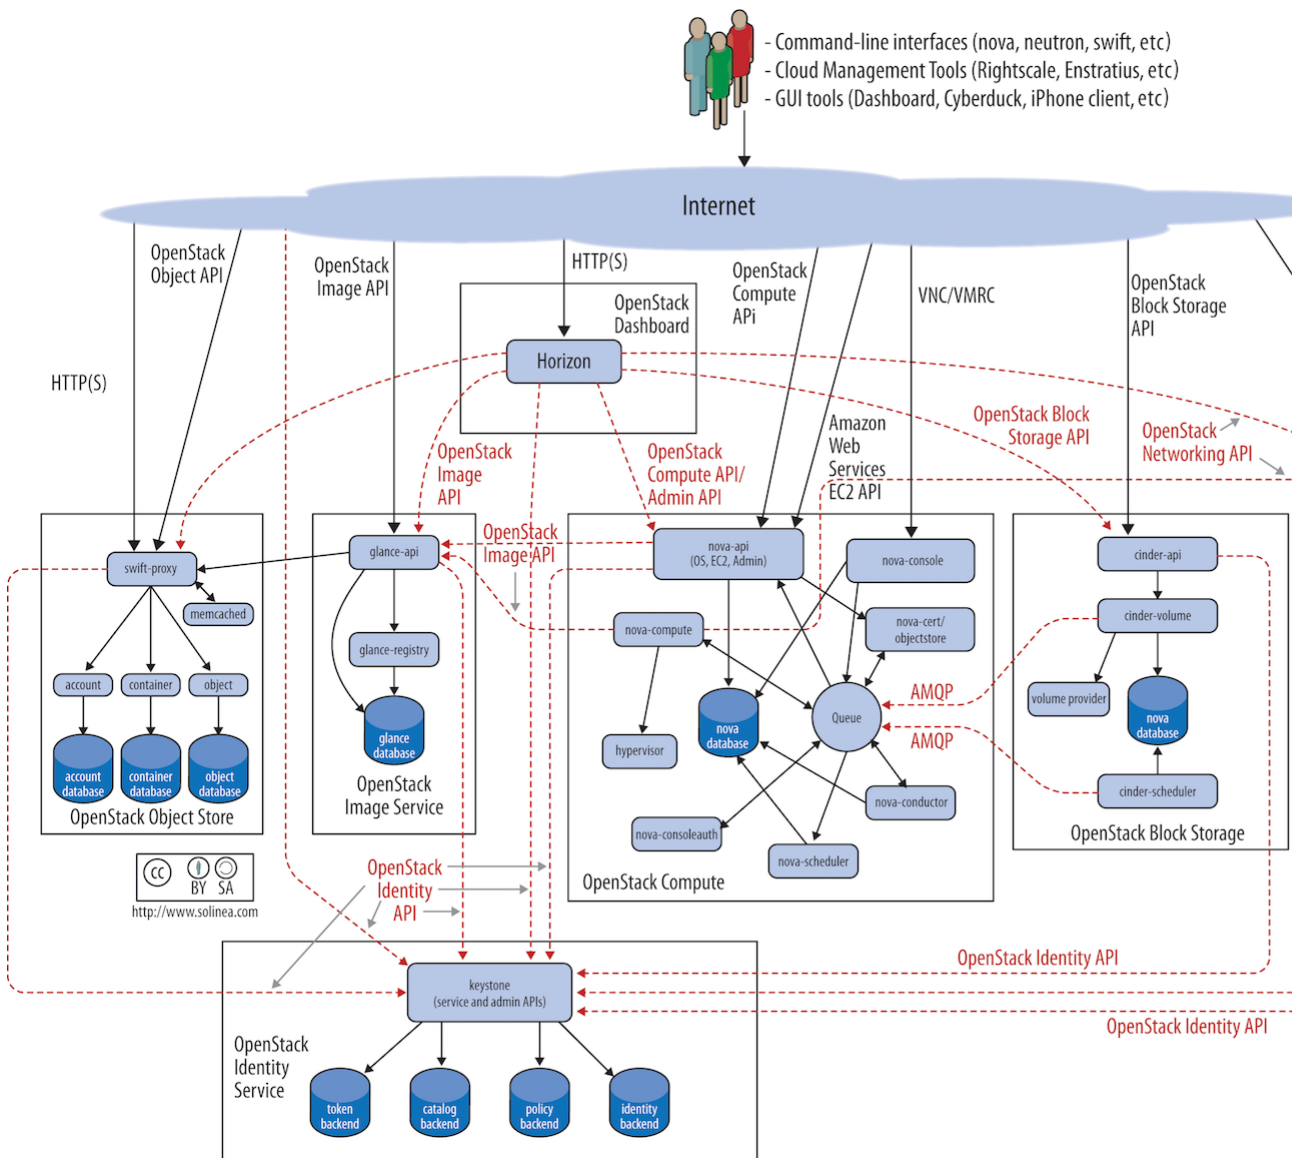 - Command-line interfaces (nova, neutron, swift, etc)
- Cloud Management Tools (Rightscale, Enstratius, etc)
- GUI tools (Dashboard, Cyberduck, iPhone client, etc)
Internet
OpenStack
Object API
OpenStack
Image API
HTTP(S)
OpenStack
Compute
APi
VNC/VMRC
OpenStack
Block Storage
API
OpenStack
Dashboard
Horizon
HTTP(S)
OpenStack
Image
API
OpenStack
Compute API/
Admin API
Amazon
Web
Services
EC2 API
OpenStack Block
Storage API
OpenStack
Networking API
OpenStack
Image API
swift-proxy
memcached
account
container
object
account
database
container
database
object
database
OpenStack Object Store
glance-api
glance-registry
glance
database
OpenStack
Image Service
nova-api
(OS, EC2, Admin)
nova-console
nova-compute
nova-cert/
objectstore
hypervisor
nova
database
Queue
nova-conductor
nova-consoleauth
nova-scheduler
OpenStack Compute
AMQP
AMQP
cinder-api
cinder-volume
volume provider
nova
database
cinder-scheduler
OpenStack Block Storage
cc
BY SA
http://www.solinea.com
OpenStack
Identity
API
OpenStack Identity API
OpenStack Identity API
keystone
(service and admin APIs)
OpenStack
Identity
Service
token
backend
catalog
backend
policy
backend
identity
backend